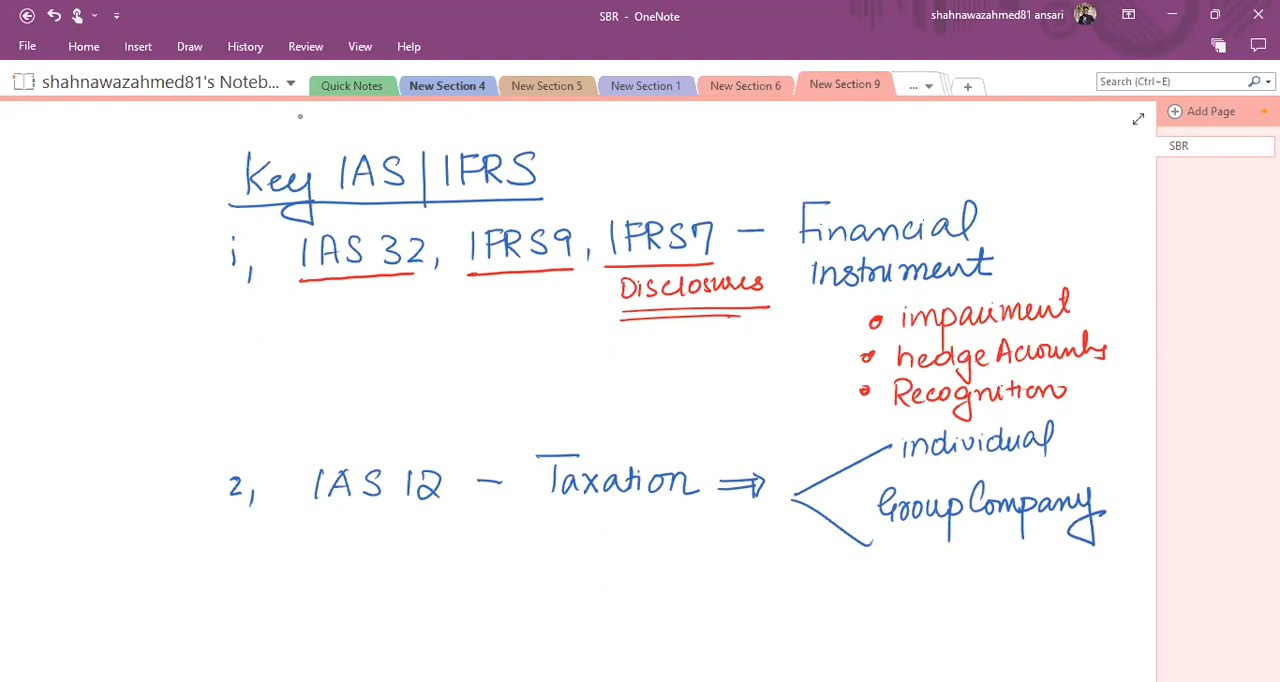 SBR - OneNote
shahnawazahmed81 ansari
File Home Insert Draw History Review View Help
shahnawazahmed81's Noteb... Quick Notes New Section 4 New Section 5 New Section 1 New Section 6 New Section 9 ... + Search (Ctrl+E)
Add Page
SBR
Key IAS | IFRS
i, IAS 32, IFRS9, IFRS7 - Financial
Instrument
Disclosures
• impairment
• hedge Accounts
• Recognition
2, IAS 12 - Taxation ⇒ individual
Group Company